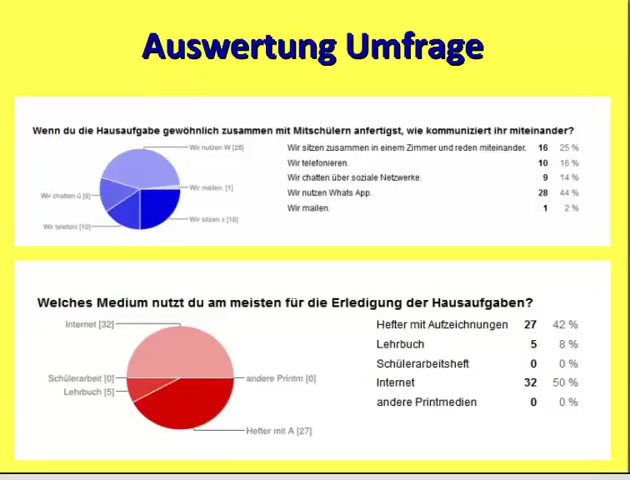 Auswertung Umfrage
Wenn du die Hausaufgabe gewöhnlich zusammen mit Mitschülern anfertigst, wie kommuniziert ihr miteinander?
Wir nutzen W [28]
Wir mailen. [1]
Wir chatten ü [9]
Wir sitzen z [16]
Wir telefoni [10]
Wir sitzen zusammen in einem Zimmer und reden miteinander. 16 25 %
Wir telefonieren. 10 16 %
Wir chatten über soziale Netzwerke. 9 14 %
Wir nutzen Whats App. 28 44 %
Wir mailen. 1 2 %
Welches Medium nutzt du am meisten für die Erledigung der Hausaufgaben?
Internet [32]
Schülerarbeit [0]
andere Printm [0]
Lehrbuch [5]
Hefter mit A [27]
Hefter mit Aufzeichnungen 27 42 %
Lehrbuch 5 8 %
Schülerarbeitsheft 0 0 %
Internet 32 50 %
andere Printmedien 0 0 %